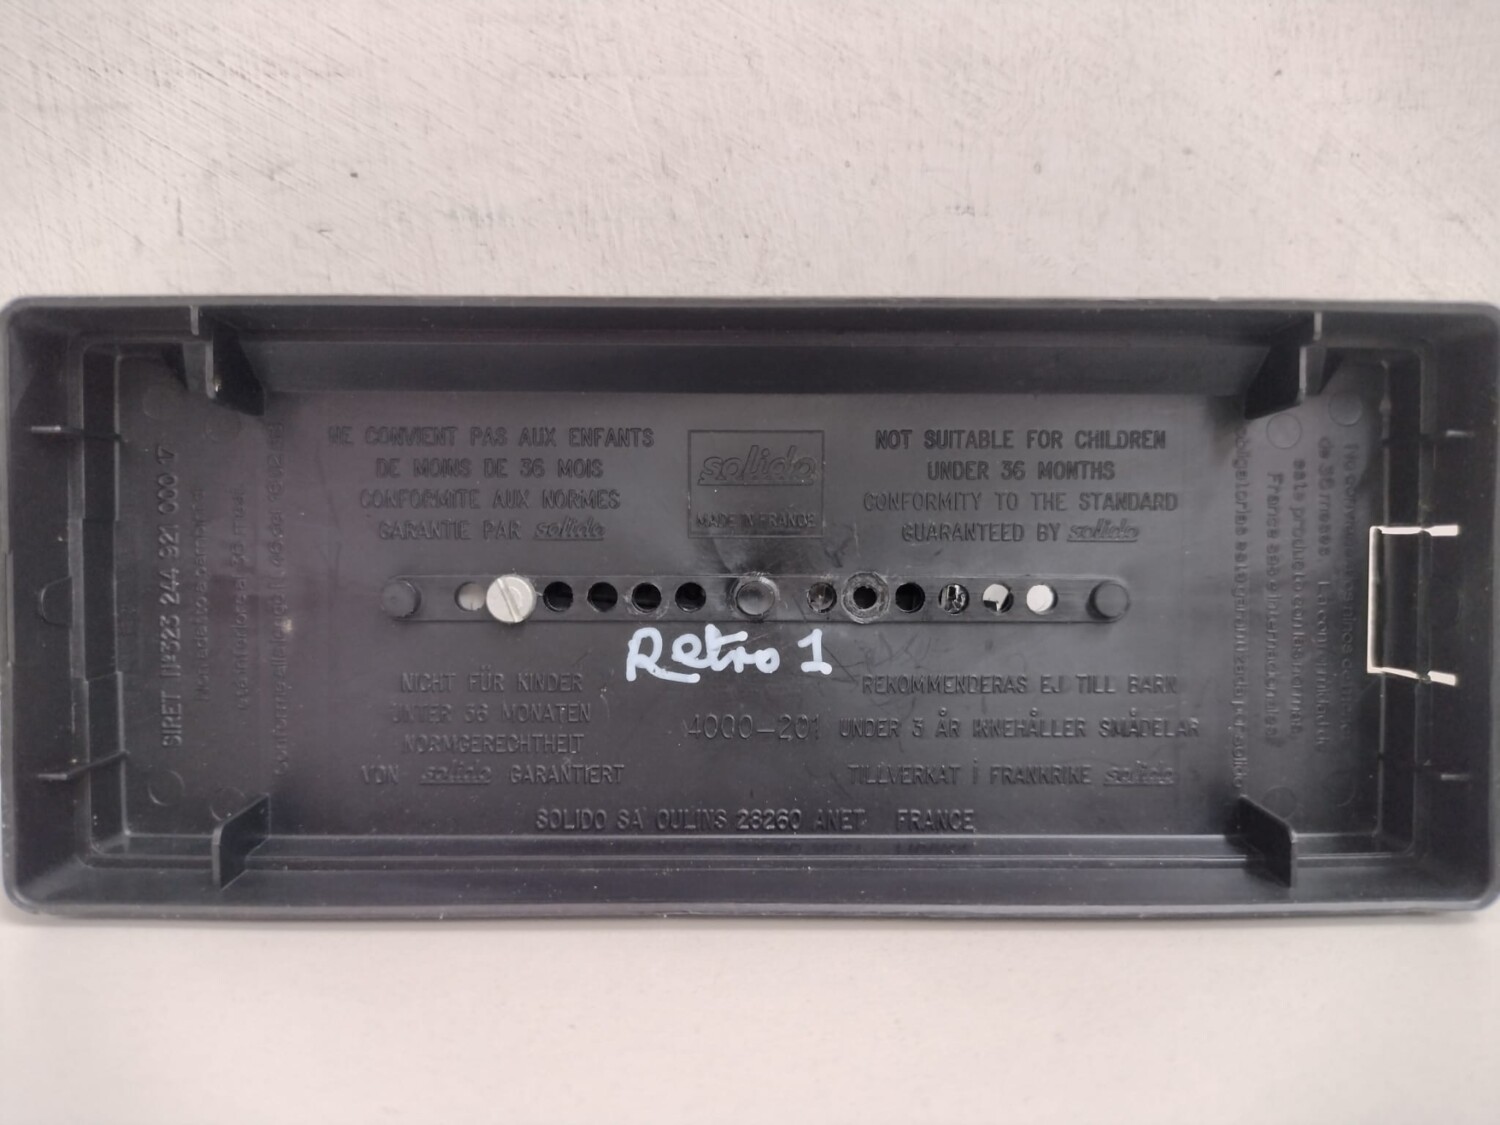 NE CONVIENT PAS AUX ENFANTS
DE MOINS DE 36 MOIS
CONFORMITE AUX NORMES
GARANTIE PAR solido
solido
MADE IN FRANCE
NOT SUITABLE FOR CHILDREN
UNDER 36 MONTHS
CONFORMITY TO THE STANDARD
GUARANTEED BY solido
Retro 1
NICHT FÜR KINDER
UNTER 36 MONATEN
NORMGERECHTHEIT
VON solido GARANTIERT
4000-201
REKOMMENDERAS EJ TILL BARN
UNDER 3 ÅR INNEHÅLLER SMÅDELAR
TILLVERKAT I FRANKRIKE solido
SOLIDO SA OULINS 28260 ANET FRANCE
SIRET Nº323 244 921 000 17